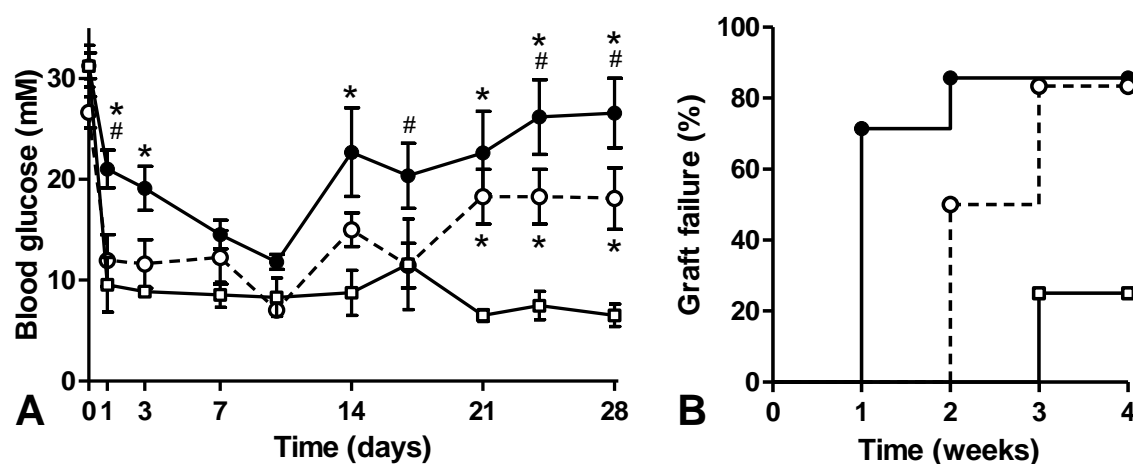 Blood glucose (mM)
30
20
10
0
* * * * *
# # # #
* * *
0 1 3 7 14 21 28
Time (days)
A
Graft failure (%)
100
80
60
40
20
0
0 1 2 3 4
Time (weeks)
B